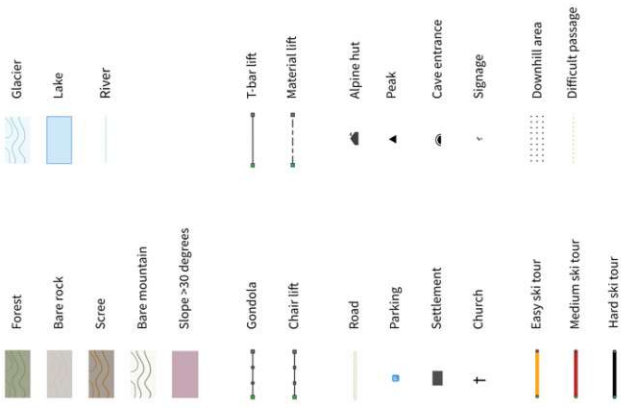 Forest
Bare rock
Scree
Bare mountain
Slope >30 degrees
Glacier
Lake
River
Gondola
Chair lift
T-bar lift
Material lift
Road
Parking
Settlement
Church
Alpine hut
Peak
Cave entrance
Signage
Easy ski tour
Medium ski tour
Hard ski tour
Downhill area
Difficult passage